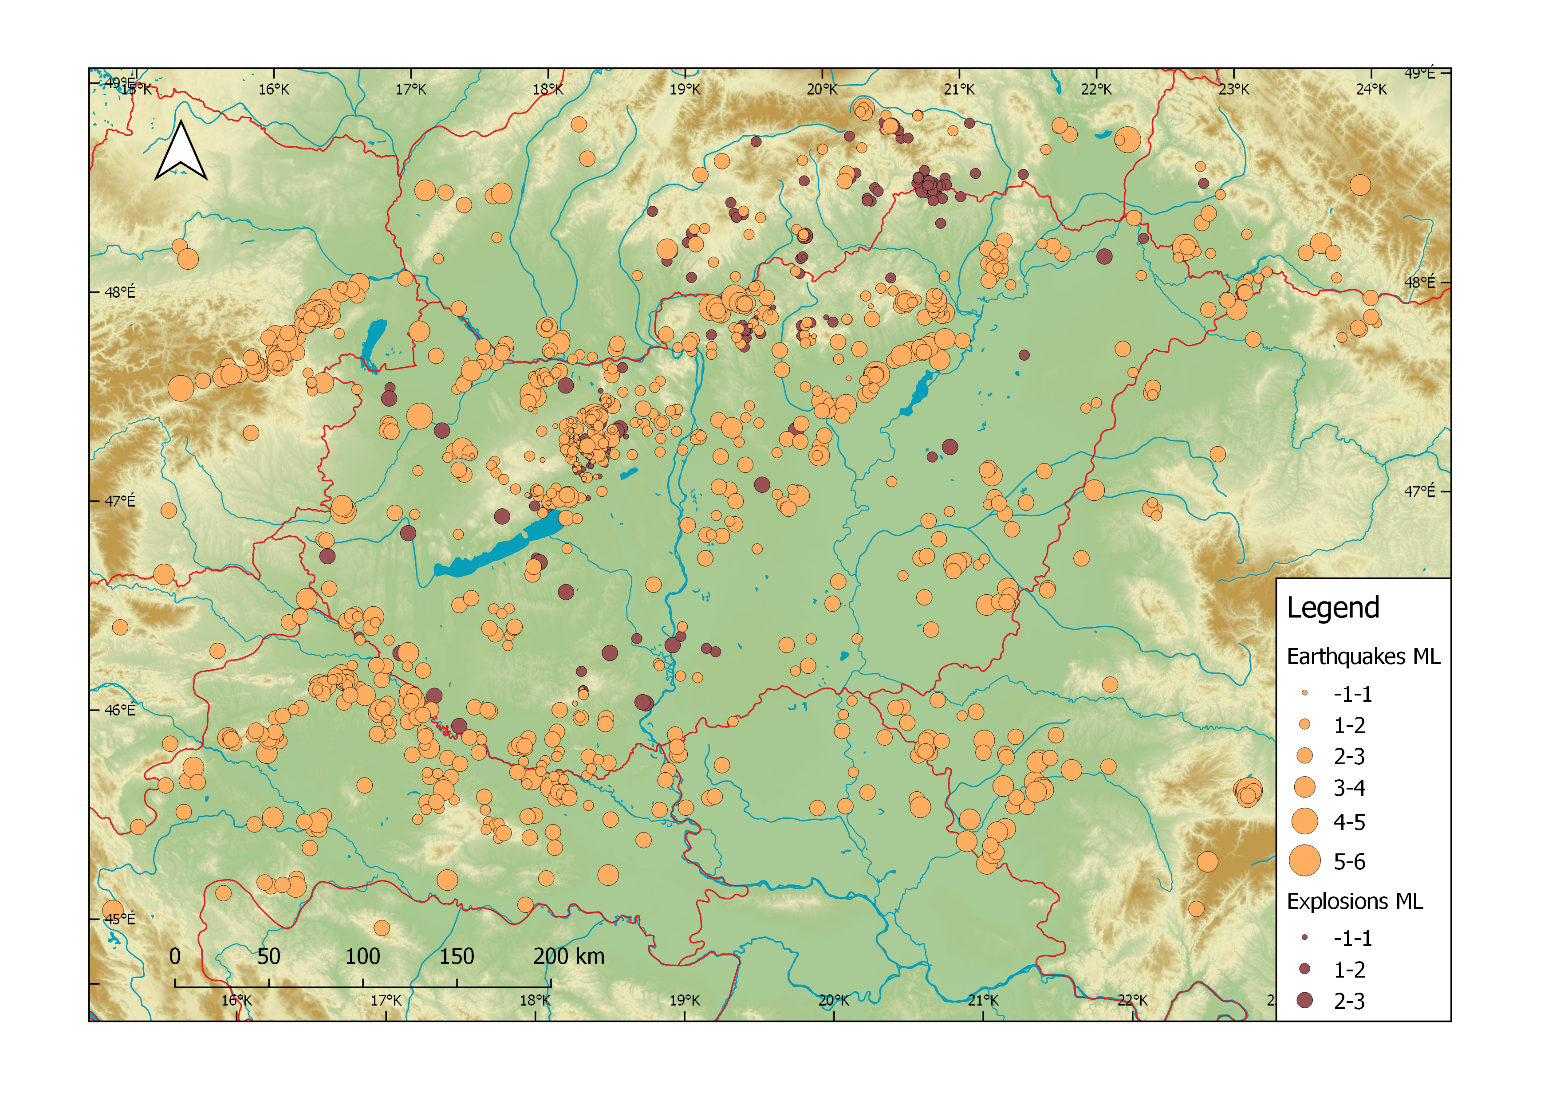 49°É 15°K 16°K 17°K 18°K 19°K 20°K 21°K 22°K 23°K 24°K 49°É
48°É 48°É
47°É 47°É
46°É
45°É
Legend
Earthquakes ML
-1-1
1-2
2-3
3-4
4-5
5-6
Explosions ML
-1-1
1-2
2-3
0 50 100 150 200 km
16°K 17°K 18°K 19°K 20°K 21°K 22°K